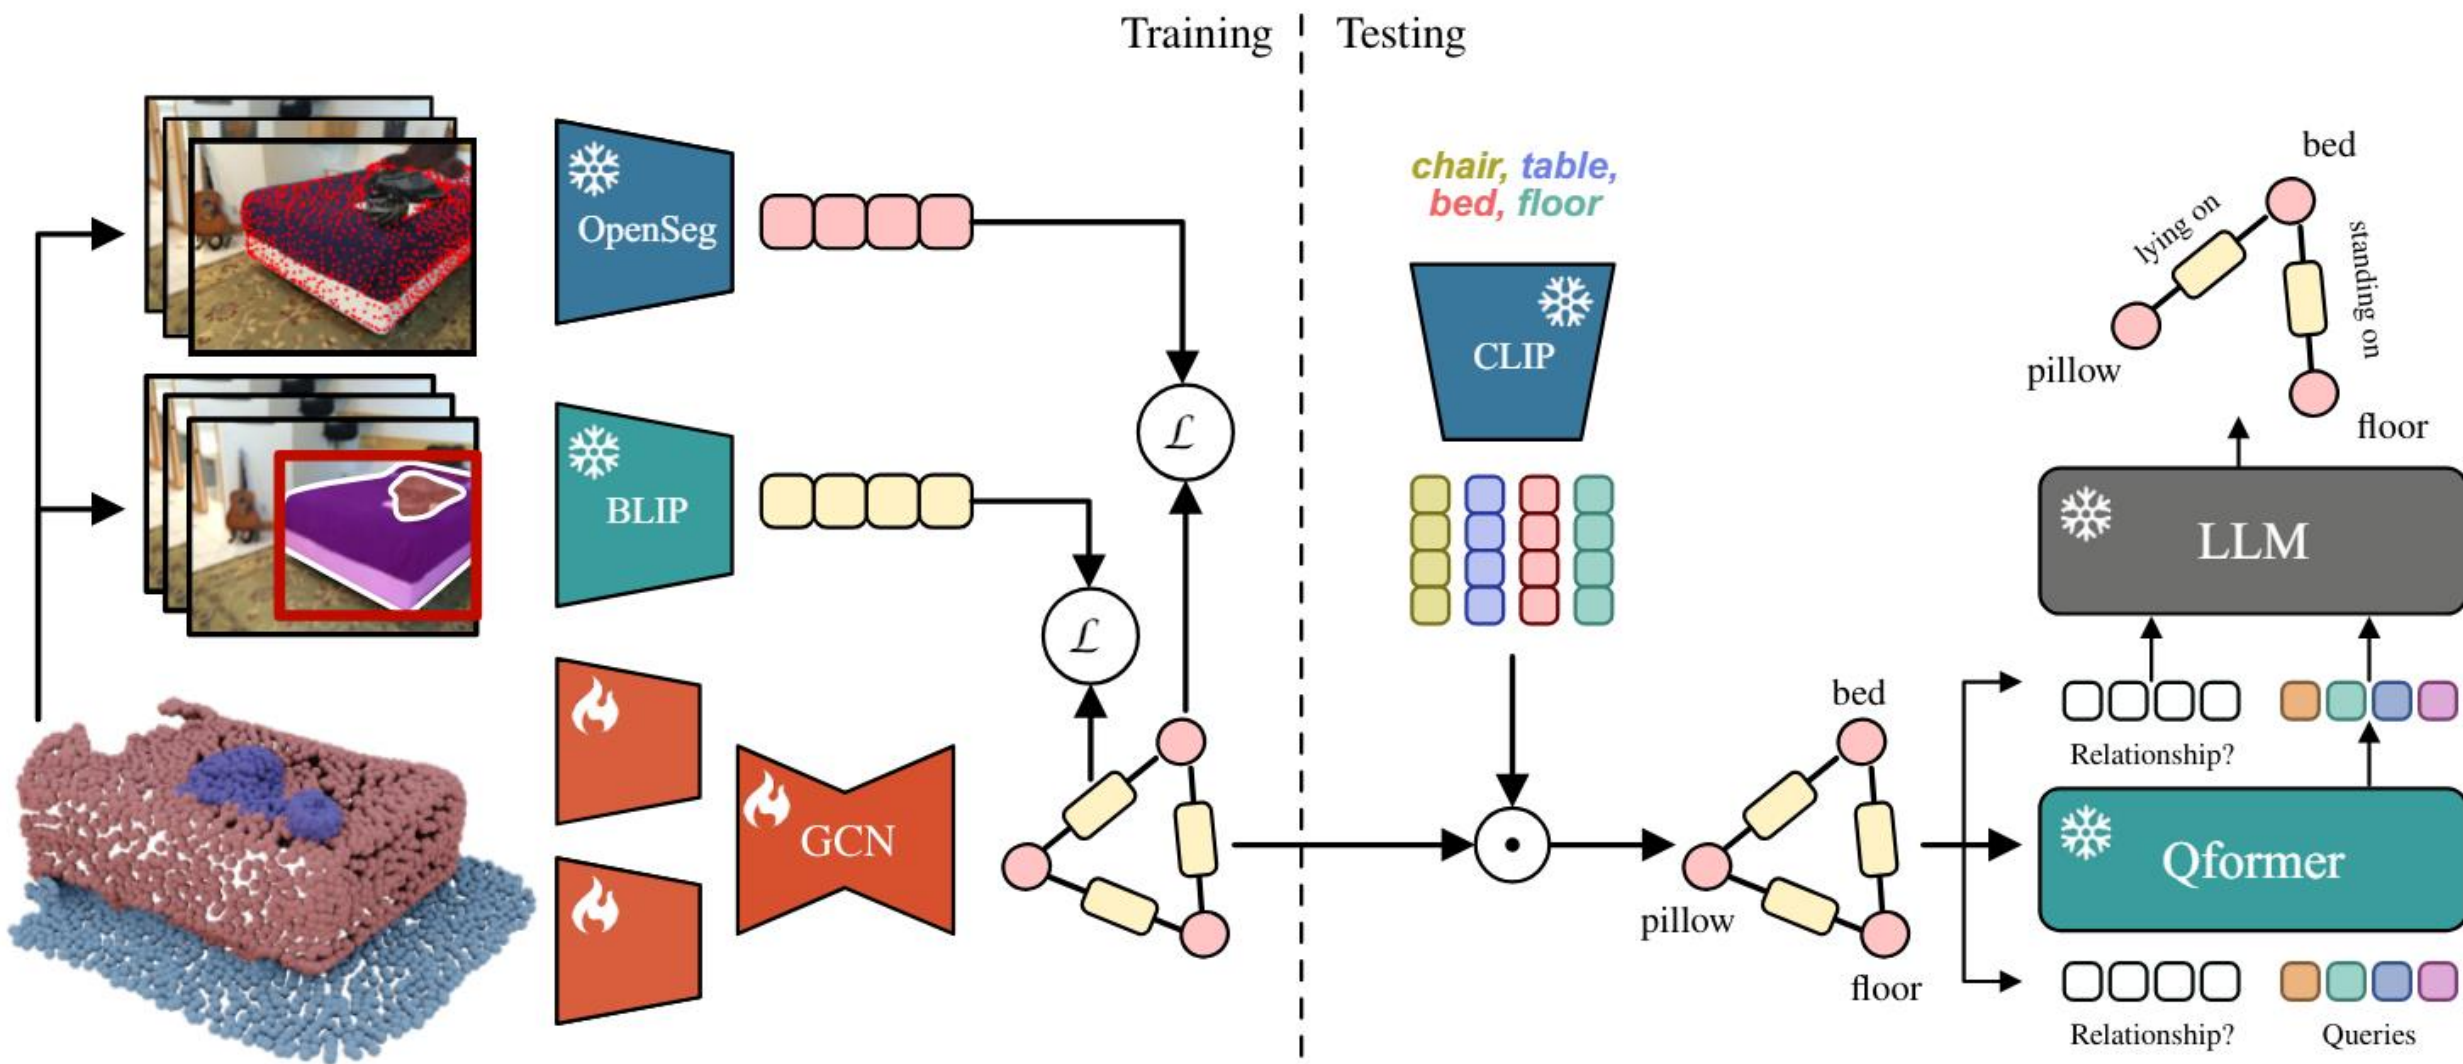 Training
Testing
OpenSeg
BLIP
GCN
ℒ
ℒ
chair, table,
bed, floor
CLIP
bed
pillow
floor
bed
lying on
standing on
pillow
floor
LLM
Relationship?
Qformer
Relationship?
Queries